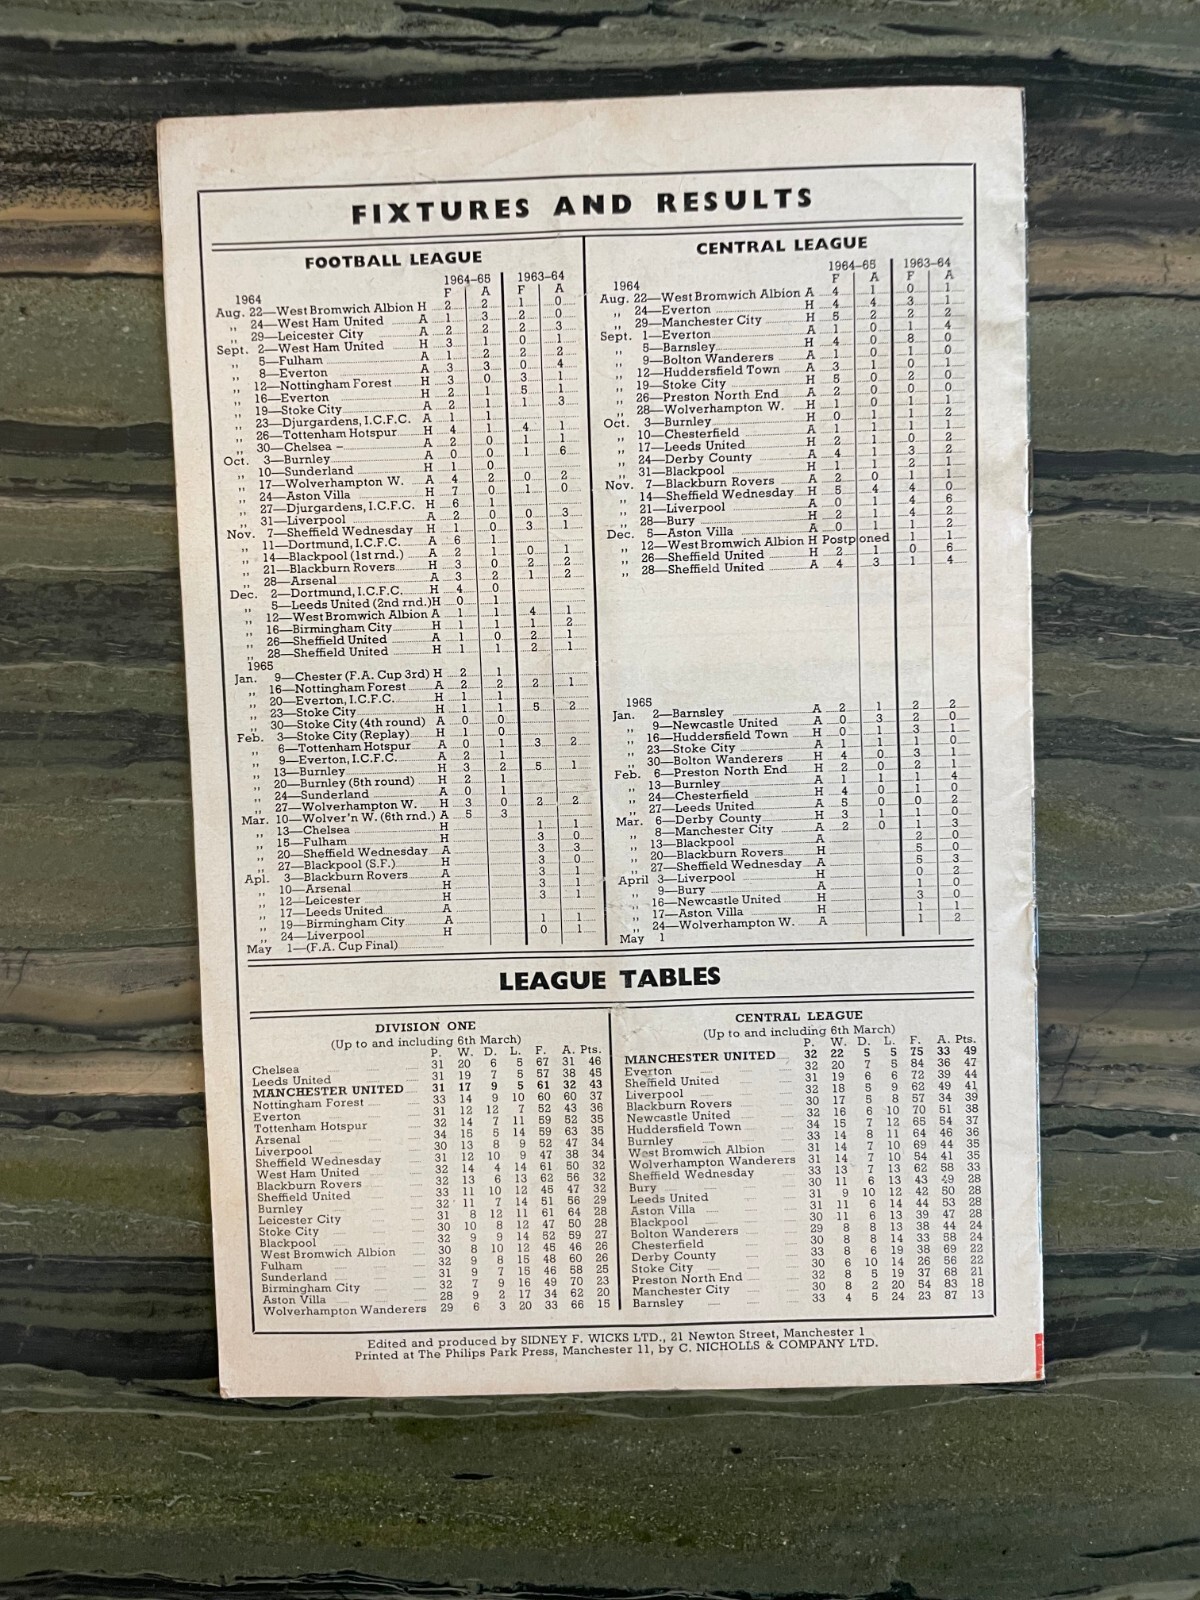 FIXTURES AND RESULTS
FOOTBALL LEAGUE
1964–65 1963–64
F A F A
1964
Aug. 22—West Bromwich Albion H 2 2 1 0
,, 24—West Ham United A 1 3 2 0
,, 29—Leicester City A 2 2 2 3
Sept. 2—West Ham United H 3 1 0 1
,, 5—Fulham A 1 2 2 2
,, 8—Everton A 3 3 0 4
,, 12—Nottingham Forest H 3 0 3 1
,, 16—Everton H 2 1 5 1
,, 19—Stoke City A 2 1 1 3
,, 23—Djurgardens, I.C.F.C. A 1 1
,, 26—Tottenham Hotspur H 4 1 4 1
,, 30—Chelsea – A 2 0 1 1
Oct. 3—Burnley A 0 0 1 6
,, 10—Sunderland H 1 0
,, 17—Wolverhampton W. A 4 2 0 2
,, 24—Aston Villa H 7 0 1 0
,, 27—Djurgardens, I.C.F.C. H 6 1
,, 31—Liverpool A 2 0 0 3
Nov. 7—Sheffield Wednesday H 1 0 3 1
,, 11—Dortmund, I.C.F.C. A 6 1
,, 14—Blackpool (1st rnd.) A 2 1 0 1
,, 21—Blackburn Rovers H 3 0 2 2
,, 28—Arsenal A 3 2 1 2
Dec. 2—Dortmund, I.C.F.C. H 4 0
,, 5—Leeds United (2nd rnd.) H 0 1
,, 12—West Bromwich Albion A 1 1 4 1
,, 16—Birmingham City H 1 1 1 2
,, 26—Sheffield United A 1 0 2 1
,, 28—Sheffield United H 1 1 2 1
1965
Jan. 9—Chester (F.A. Cup 3rd) H 2 1
,, 16—Nottingham Forest A 2 2 2 1
,, 20—Everton, I.C.F.C. H 1 1
,, 23—Stoke City H 1 1 5 2
,, 30—Stoke City (4th round) A 0 0
Feb. 3—Stoke City (Replay) H 1 0
,, 6—Tottenham Hotspur A 0 1 3 2
,, 9—Everton, I.C.F.C. A 2 1
,, 13—Burnley H 3 2 5 1
,, 20—Burnley (5th round) H 2 1
,, 24—Sunderland A 0 1
,, 27—Wolverhampton W. H 3 0 2 2
Mar. 10—Wolver'n W. (6th rnd.) A 5 3
,, 13—Chelsea H 1 1
,, 15—Fulham H 3 0
,, 20—Sheffield Wednesday A 3 3
,, 27—Blackpool (S.F.) H 3 0
Apl. 3—Blackburn Rovers A 3 1
,, 10—Arsenal H 3 1
,, 12—Leicester H 3 1
,, 17—Leeds United A
,, 19—Birmingham City A 1 1
,, 24—Liverpool H 0 1
May 1—(F.A. Cup Final)
CENTRAL LEAGUE
1964–65 1963–64
F A F A
1964
Aug. 22—West Bromwich Albion A 4 1 0 1
,, 24—Everton H 4 4 3 1
,, 29—Manchester City H 5 2 2 2
Sept. 1—Everton A 1 0 1 4
,, 5—Barnsley H 4 0 8 0
,, 9—Bolton Wanderers A 1 0 1 0
,, 12—Huddersfield Town A 3 1 0 1
,, 19—Stoke City H 5 0 2 0
,, 26—Preston North End A 2 0 0 0
,, 28—Wolverhampton W. H 1 0 1 1
Oct. 3—Burnley H 0 1 1 2
,, 10—Chesterfield A 1 1 1 1
,, 17—Leeds United H 2 1 0 2
,, 24—Derby County A 4 1 3 2
,, 31—Blackpool H 1 1 2 1
Nov. 7—Blackburn Rovers A 2 0 1 1
,, 14—Sheffield Wednesday H 5 4 4 0
,, 21—Liverpool A 0 1 4 6
,, 28—Bury H 2 1 4 2
Dec. 5—Aston Villa A 0 1 1 2
,, 12—West Bromwich Albion H Postponed 1 1
,, 26—Sheffield United H 2 1 0 6
,, 28—Sheffield United A 4 3 1 4
1965
Jan. 2—Barnsley A 2 1 2 2
,, 9—Newcastle United A 0 3 2 0
,, 16—Huddersfield Town H 0 1 3 1
,, 23—Stoke City A 1 1 1 0
,, 30—Bolton Wanderers H 4 0 3 1
Feb. 6—Preston North End H 2 0 2 1
,, 13—Burnley A 1 1 1 4
,, 24—Chesterfield H 4 0 1 0
,, 27—Leeds United A 5 0 0 2
Mar. 6—Derby County H 3 1 1 0
,, 8—Manchester City A 2 0 1 3
,, 13—Blackpool A 2 0
,, 20—Blackburn Rovers H 5 0
,, 27—Sheffield Wednesday A 5 3
April 3—Liverpool H 0 2
,, 9—Bury A 1 0
,, 16—Newcastle United H 3 0
,, 17—Aston Villa H 1 1
,, 24—Wolverhampton W. A 1 2
May 1
LEAGUE TABLES
DIVISION ONE
(Up to and including 6th March)
P. W. D. L. F. A. Pts.
Chelsea 31 20 6 5 67 31 46
Leeds United 31 19 7 5 57 38 45
MANCHESTER UNITED 31 17 9 5 61 32 43
Nottingham Forest 33 14 9 10 60 60 37
Everton 31 12 12 7 52 43 36
Tottenham Hotspur 32 14 7 11 59 52 35
Arsenal 34 15 5 14 59 63 35
Liverpool 30 13 8 9 52 47 34
Sheffield Wednesday 31 12 10 9 47 38 34
West Ham United 32 14 4 14 61 50 32
Blackburn Rovers 32 13 6 13 62 56 32
Sheffield United 33 11 10 12 45 47 32
Burnley 32 11 7 14 51 56 29
Leicester City 31 8 12 11 61 64 28
Stoke City 30 10 8 12 47 50 28
Blackpool 32 9 9 14 52 59 27
West Bromwich Albion 30 8 10 12 45 46 26
Fulham 32 9 8 15 48 60 26
Sunderland 31 9 7 15 46 58 25
Birmingham City 32 7 9 16 49 70 23
Aston Villa 28 9 2 17 34 62 20
Wolverhampton Wanderers 29 6 3 20 33 66 15
CENTRAL LEAGUE
(Up to and including 6th March)
P. W. D. L. F. A. Pts.
MANCHESTER UNITED 32 22 5 5 75 33 49
Everton 32 20 7 5 84 36 47
Sheffield United 31 19 6 6 72 39 44
Liverpool 32 18 5 9 62 49 41
Blackburn Rovers 30 17 5 8 57 34 39
Newcastle United 32 16 6 10 70 51 38
Huddersfield Town 34 15 7 12 65 54 37
Burnley 33 14 8 11 64 46 36
West Bromwich Albion 31 14 7 10 69 44 35
Wolverhampton Wanderers 31 14 7 10 54 41 35
Sheffield Wednesday 33 13 7 13 62 58 33
Bury 30 11 6 13 43 49 28
Leeds United 31 9 10 12 42 50 28
Aston Villa 31 11 6 14 44 53 28
Blackpool 30 11 6 13 39 47 28
Bolton Wanderers 29 8 8 13 38 44 24
Chesterfield 30 8 8 14 33 58 24
Derby County 33 8 6 19 38 69 22
Stoke City 30 6 10 14 26 56 22
Preston North End 32 8 5 19 37 68 21
Manchester City 30 8 2 20 54 83 18
Barnsley 33 4 5 24 23 87 13
Edited and produced by SIDNEY F. WICKS LTD., 21 Newton Street, Manchester 1
Printed at The Philips Park Press, Manchester 11, by C. NICHOLLS & COMPANY LTD.